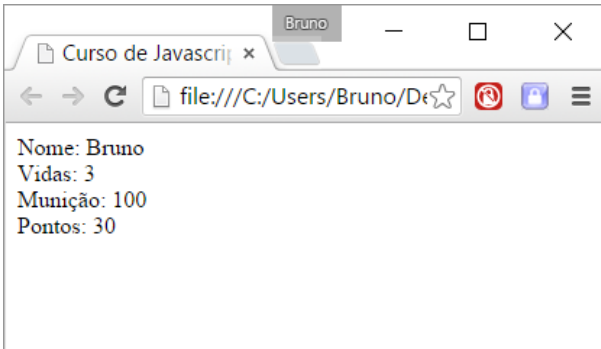 Bruno
Curso de Javascrip
file:///C:/Users/Bruno/De
Nome: Bruno
Vidas: 3
Munição: 100
Pontos: 30